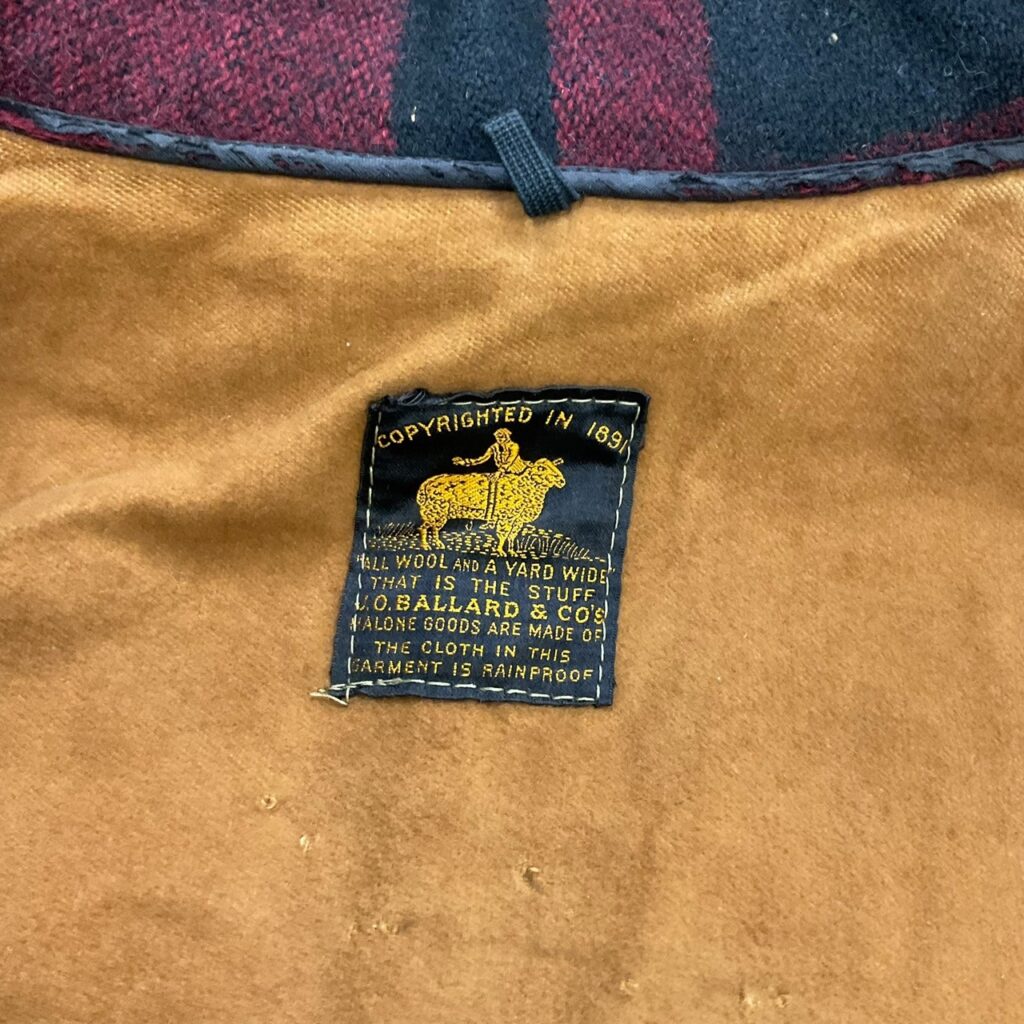 COPYRIGHTED IN 1891
"ALL WOOL AND A YARD WIDE"
THAT IS THE STUFF
J.O. BALLARD & CO'S
MALONE GOODS ARE MADE OF
THE CLOTH IN THIS
GARMENT IS RAINPROOF